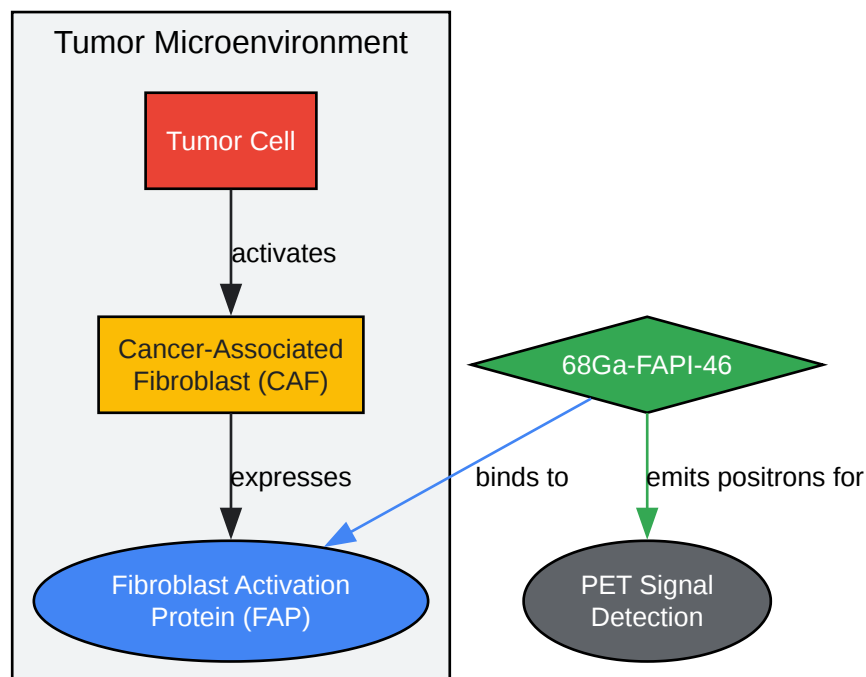 Tumor Microenvironment
Tumor Cell
activates
Cancer-Associated
Fibroblast (CAF)
68Ga-FAPI-46
expresses
binds to
emits positrons for
Fibroblast Activation
Protein (FAP)
PET Signal
Detection